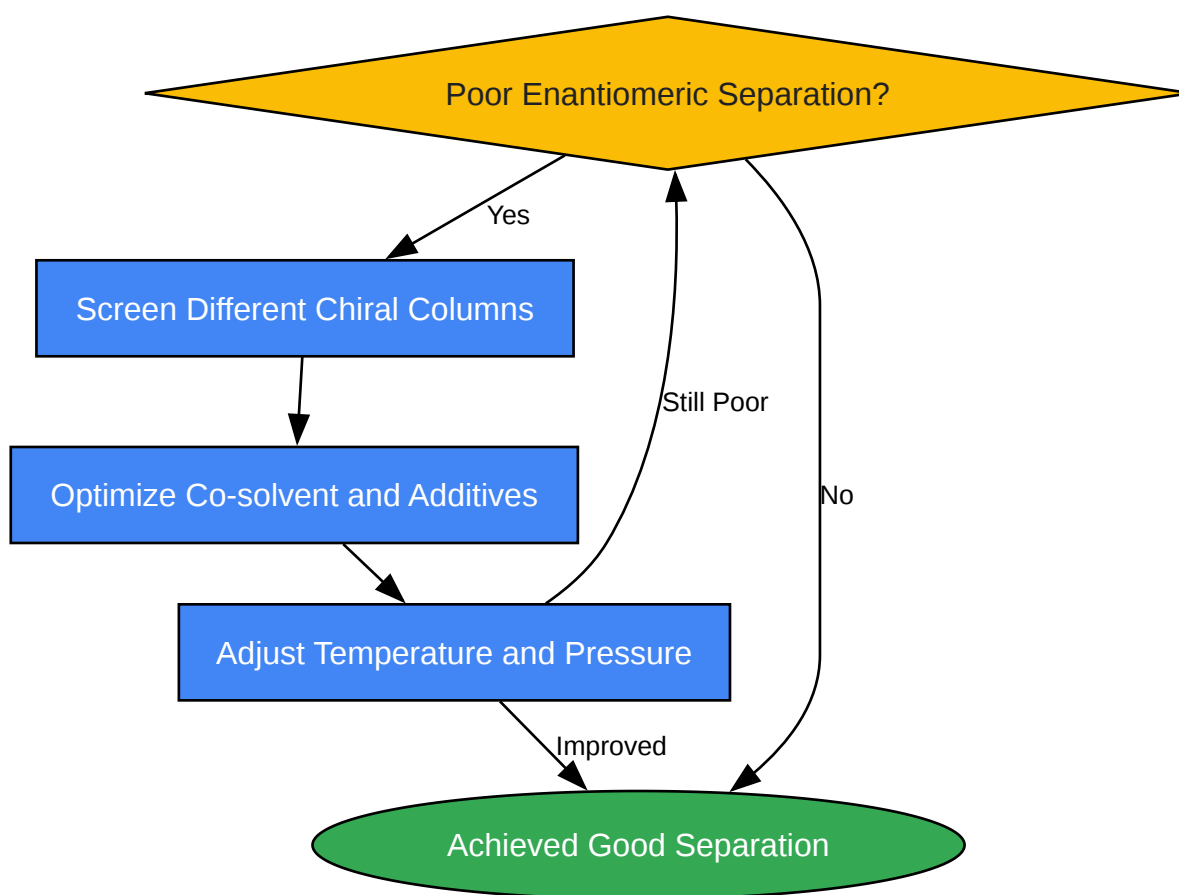 Poor Enantiomeric Separation?
Yes
Screen Different Chiral Columns
Still Poor
Optimize Co-solvent and Additives
No
Adjust Temperature and Pressure
Improved
Achieved Good Separation